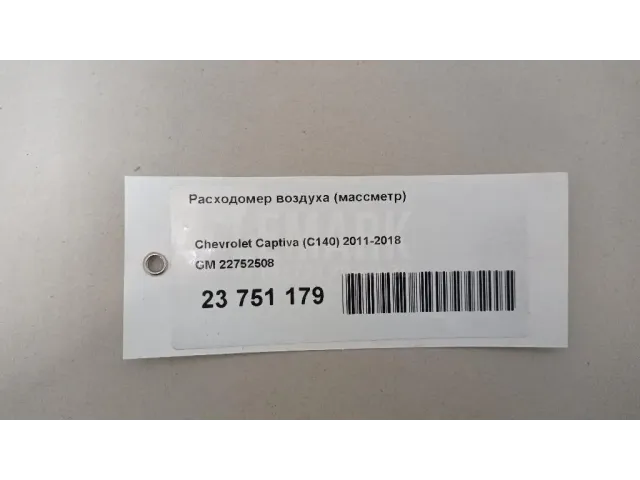 Расходомер воздуха (массметр)
Chevrolet Captiva (C140) 2011-2018
GM 22752508
23 751 179